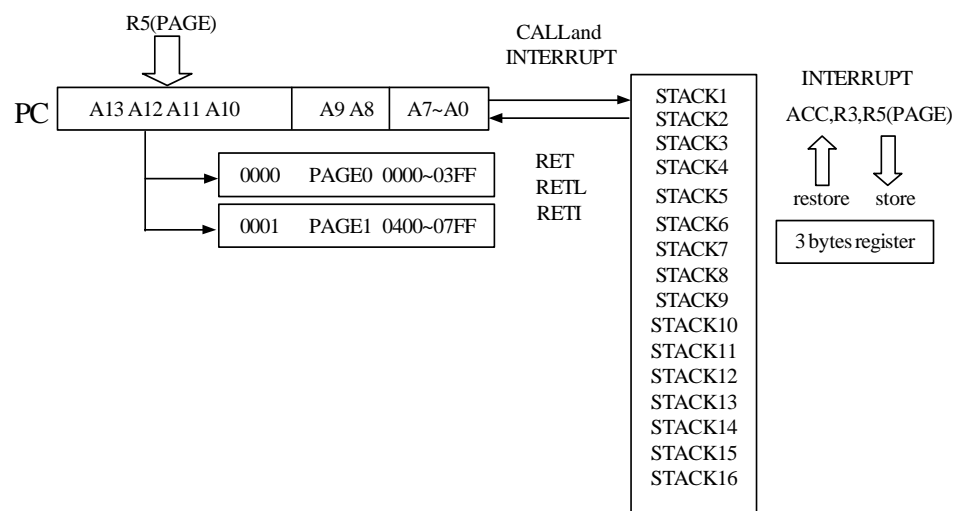 R5(PAGE)
CALL and
INTERRUPT
PC
A13 A12 A11 A10
A9 A8
A7~A0
0000 PAGE0 0000~03FF
0001 PAGE1 0400~07FF
RET
RETL
RETI
STACK1
STACK2
STACK3
STACK4
STACK5
STACK6
STACK7
STACK8
STACK9
STACK10
STACK11
STACK12
STACK13
STACK14
STACK15
STACK16
INTERRUPT
ACC,R3,R5(PAGE)
restore store
3 bytes register